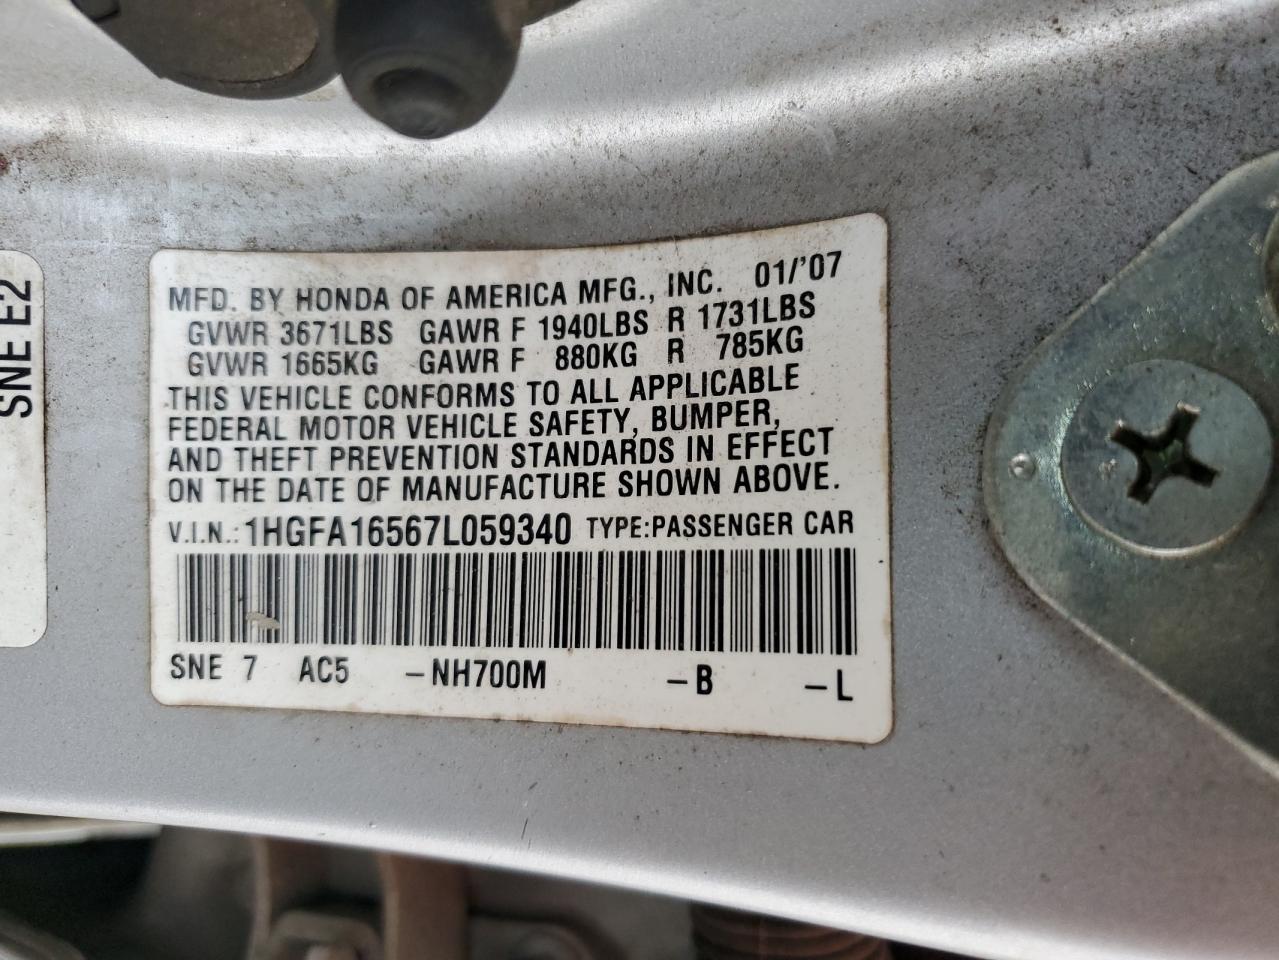 SNE E2
MFD. BY HONDA OF AMERICA MFG., INC. 01/'07
GVWR 3671LBS GAWR F 1940LBS R 1731LBS
GVWR 1665KG GAWR F 880KG R 785KG
THIS VEHICLE CONFORMS TO ALL APPLICABLE
FEDERAL MOTOR VEHICLE SAFETY, BUMPER,
AND THEFT PREVENTION STANDARDS IN EFFECT
ON THE DATE OF MANUFACTURE SHOWN ABOVE.
V.I.N.: 1HGFA16567L059340 TYPE:PASSENGER CAR
SNE 7 AC5 -NH700M -B -L